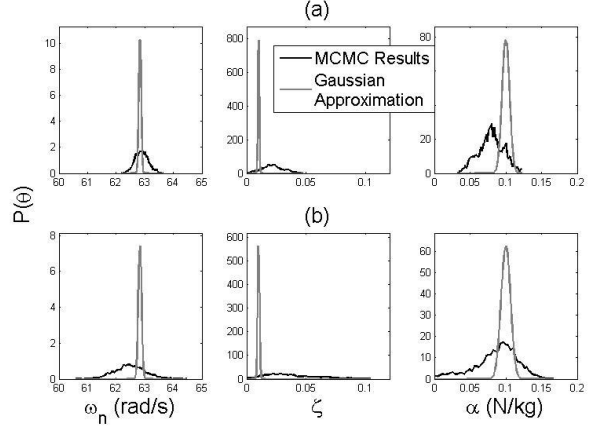 (a)
10
8
6
4
2
0
60 61 62 63 64 65
800
600
400
200
0
0 0.05 0.1
MCMC Results
Gaussian
Approximation
80
60
40
20
0
0 0.05 0.1 0.15 0.2
P(θ)
(b)
8
6
4
2
0
60 61 62 63 64 65
ωn (rad/s)
600
500
400
300
200
100
0
0 0.05 0.1
ζ
60
50
40
30
20
10
0
0 0.05 0.1 0.15 0.2
α (N/kg)